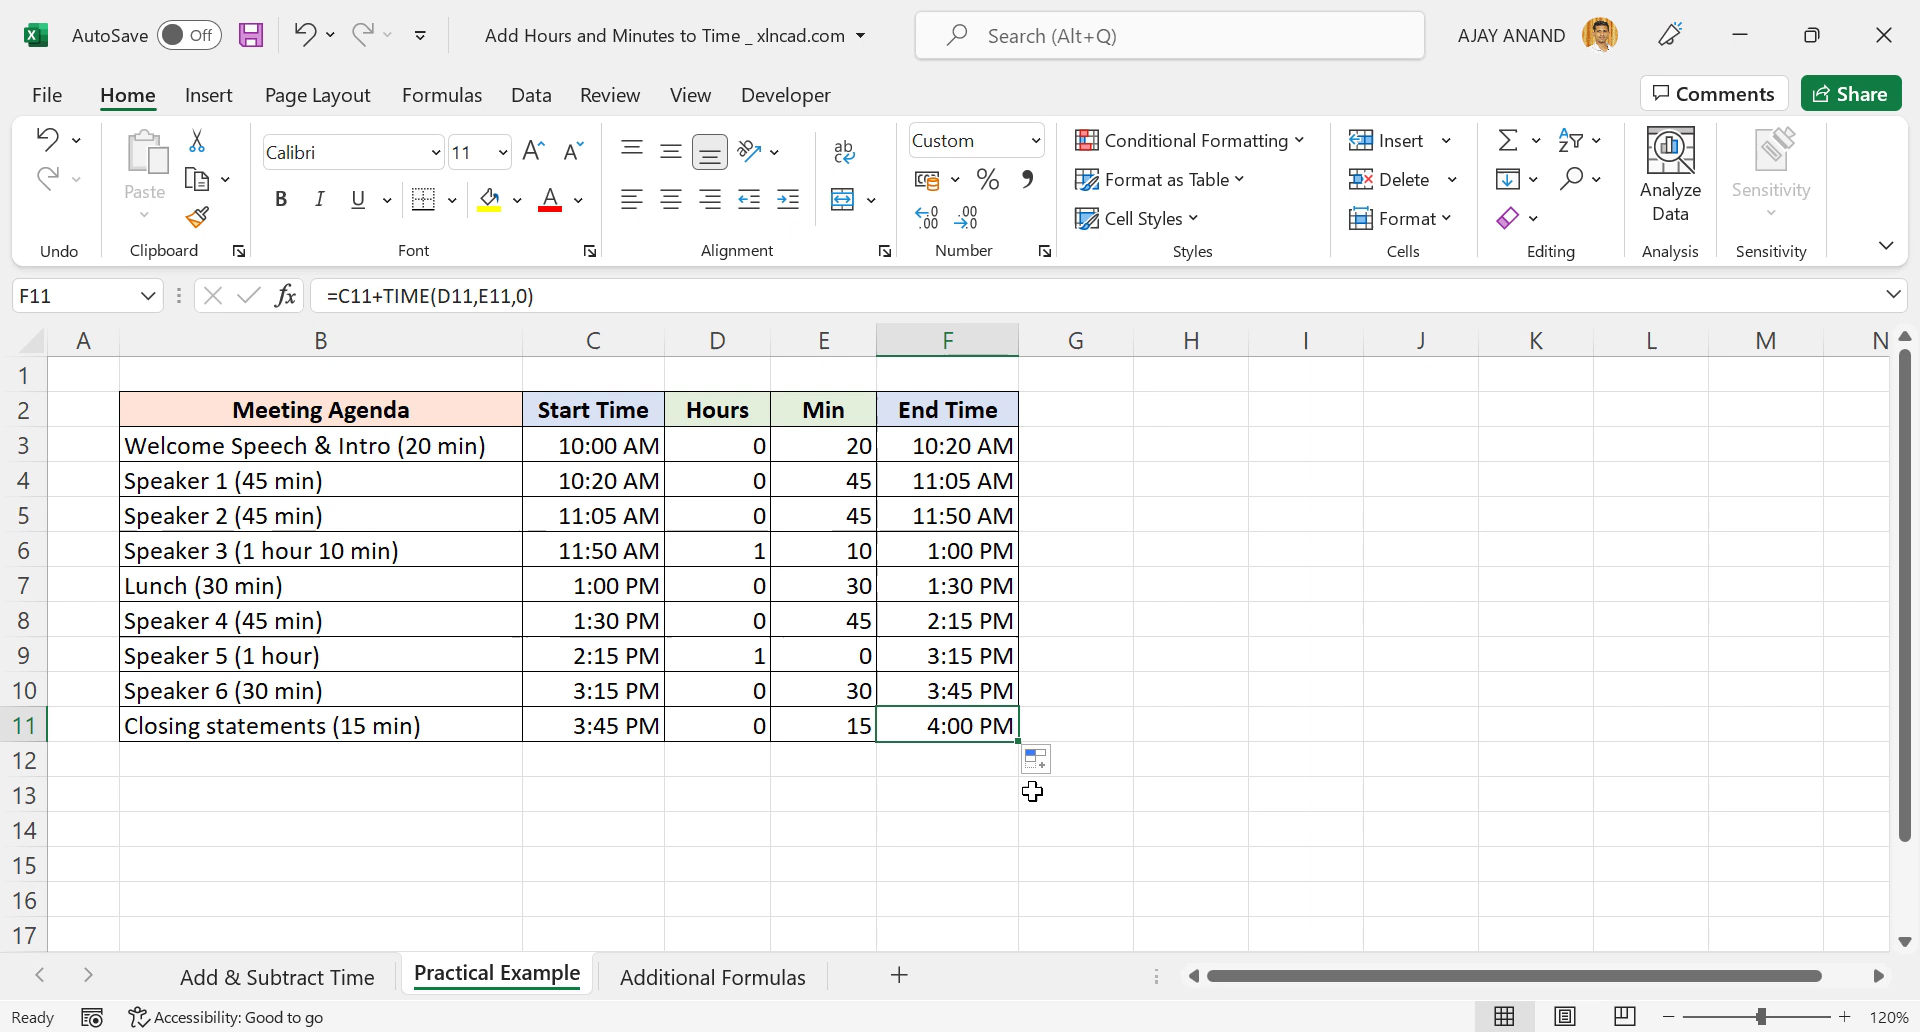 AutoSave Off Add Hours and Minutes to Time _ xlncad.com Search (Alt+Q) AJAY ANAND
File Home Insert Page Layout Formulas Data Review View Developer Comments Share
Paste
Calibri 11
B I U A
ab
Custom
Conditional Formatting
Format as Table
Cell Styles
Insert
Delete
Format
Analyze
Data
Sensitivity
Undo Clipboard Font Alignment Number Styles Cells Editing Analysis Sensitivity
F11 fx =C11+TIME(D11,E11,0)
A B C D E F G H I J K L M N
1
2 Meeting Agenda Start Time Hours Min End Time
3 Welcome Speech & Intro (20 min) 10:00 AM 0 20 10:20 AM
4 Speaker 1 (45 min) 10:20 AM 0 45 11:05 AM
5 Speaker 2 (45 min) 11:05 AM 0 45 11:50 AM
6 Speaker 3 (1 hour 10 min) 11:50 AM 1 10 1:00 PM
7 Lunch (30 min) 1:00 PM 0 30 1:30 PM
8 Speaker 4 (45 min) 1:30 PM 0 45 2:15 PM
9 Speaker 5 (1 hour) 2:15 PM 1 0 3:15 PM
10 Speaker 6 (30 min) 3:15 PM 0 30 3:45 PM
11 Closing statements (15 min) 3:45 PM 0 15 4:00 PM
12
13
14
15
16
17
Add & Subtract Time Practical Example Additional Formulas
Ready Accessibility: Good to go 120%